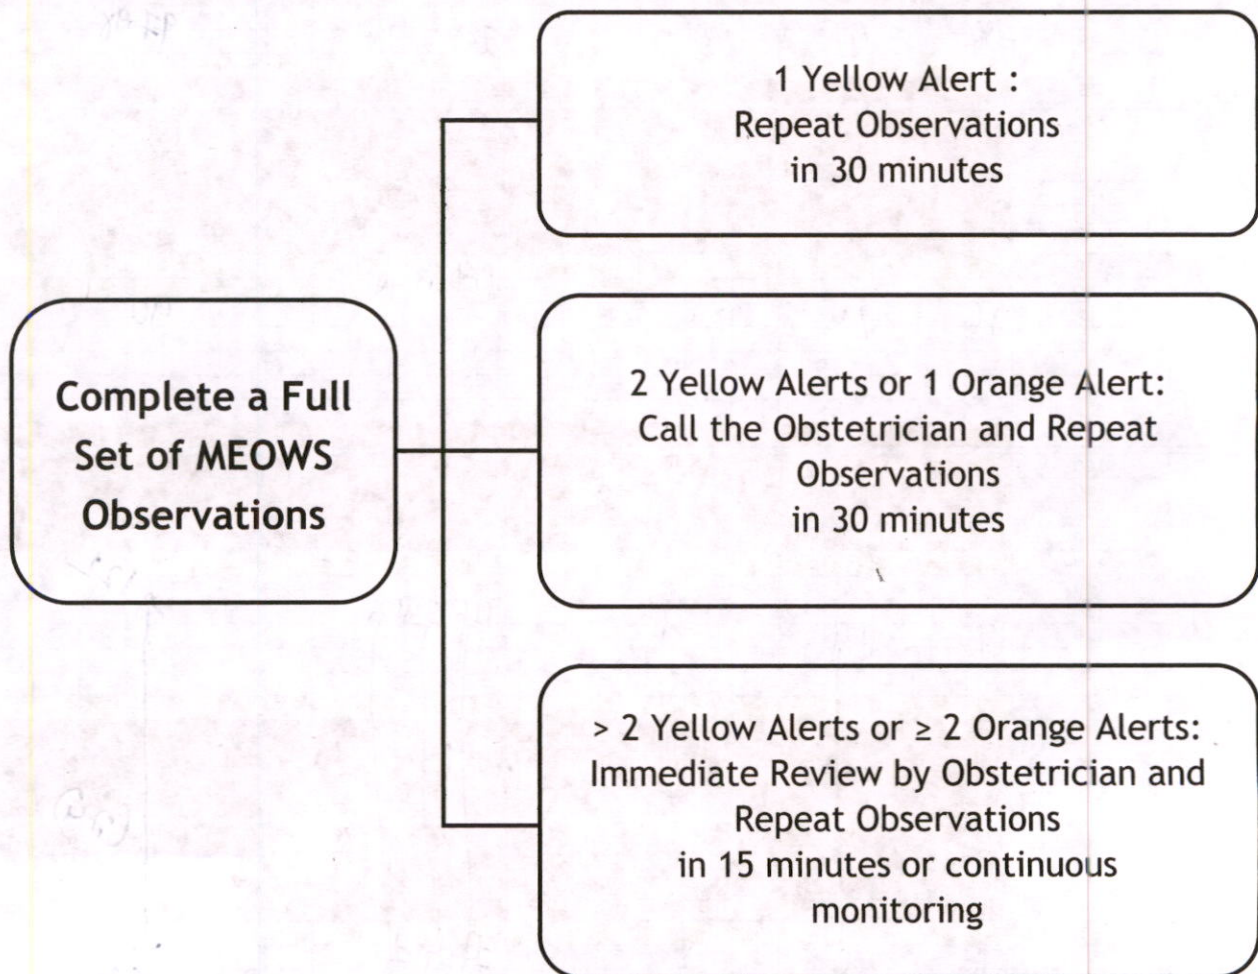 1 Yellow Alert :
Repeat Observations
in 30 minutes
Complete a Full
Set of MEOWS
Observations
2 Yellow Alerts or 1 Orange Alert:
Call the Obstetrician and Repeat
Observations
in 30 minutes
> 2 Yellow Alerts or ≥ 2 Orange Alerts:
Immediate Review by Obstetrician and
Repeat Observations
in 15 minutes or continuous
monitoring